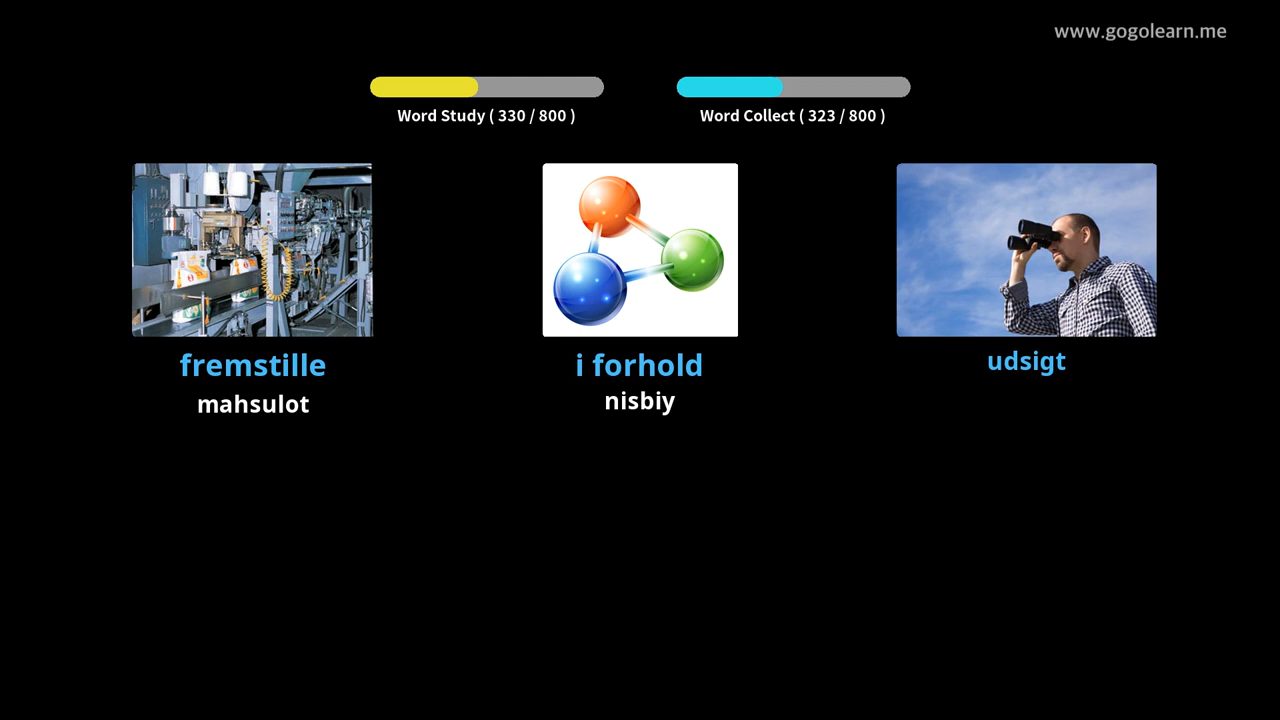 www.gogolearn.me
Word Study ( 330 / 800 )
Word Collect ( 323 / 800 )
fremstille
mahsulot
i forhold
nisbiy
udsigt